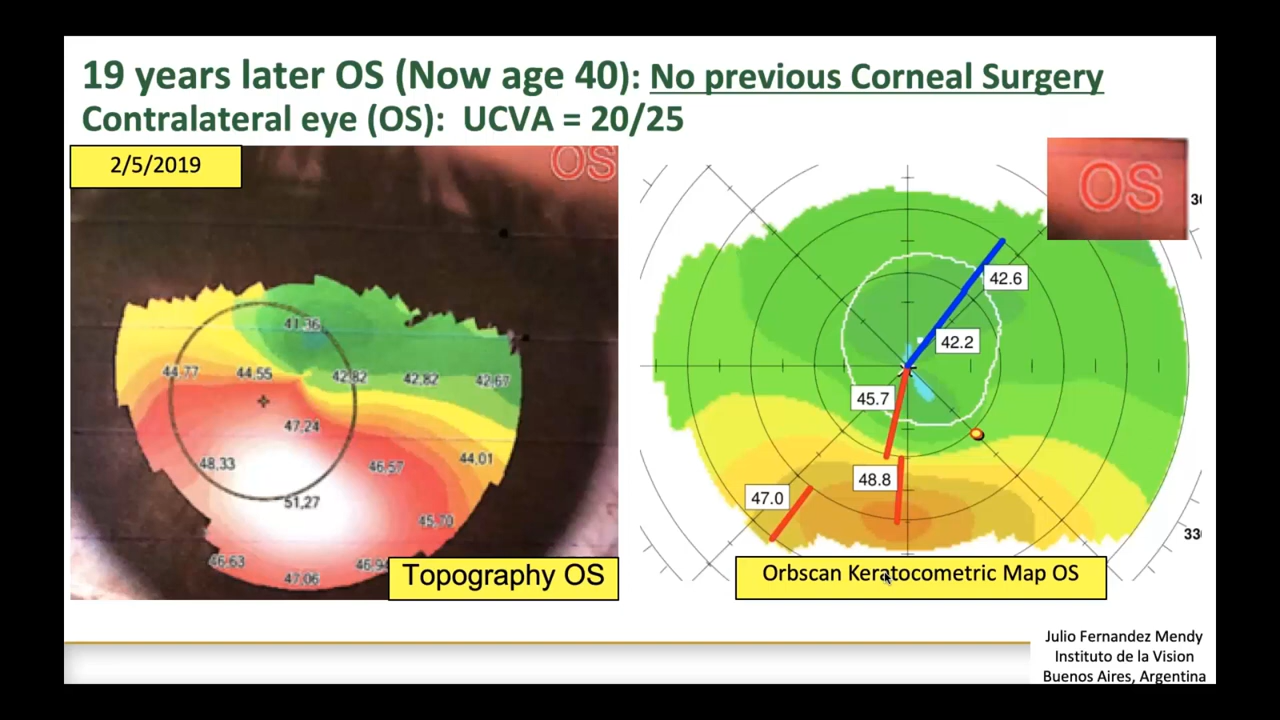 19 years later OS (Now age 40): No previous Corneal Surgery
Contralateral eye (OS): UCVA = 20/25
2/5/2019
OS
41,36
44,77 44,55 42,82 42,82 42,67
47,24
48,33 46,57 44,01
51,27
45,70
46,63
47,06
Topography OS
OS
42.6
42.2
45.7
48.8
47.0
330
Orbscan Keratocometric Map OS
Julio Fernandez Mendy
Instituto de la Vision
Buenos Aires, Argentina